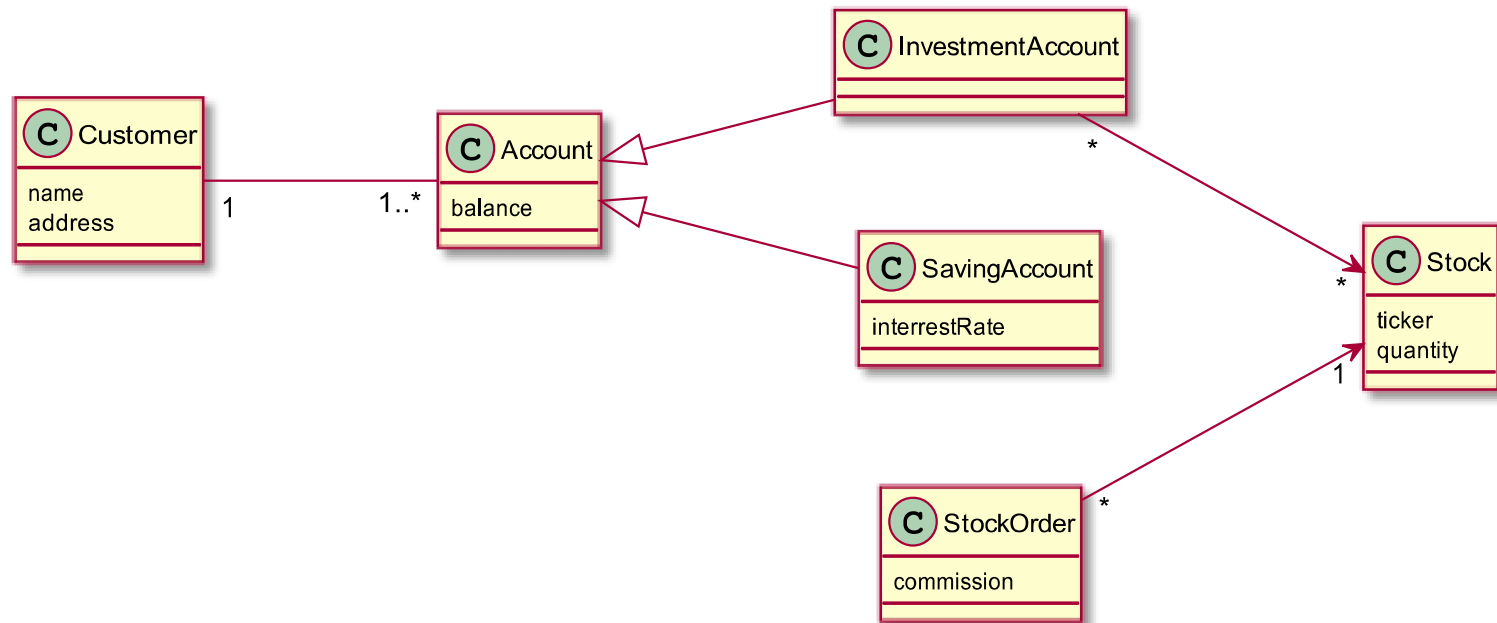 C Customer
name
address
1
1..*
C Account
balance
C InvestmentAccount
*
C SavingAccount
interrestRate
*
C Stock
ticker
quantity
1
C StockOrder
*
commission